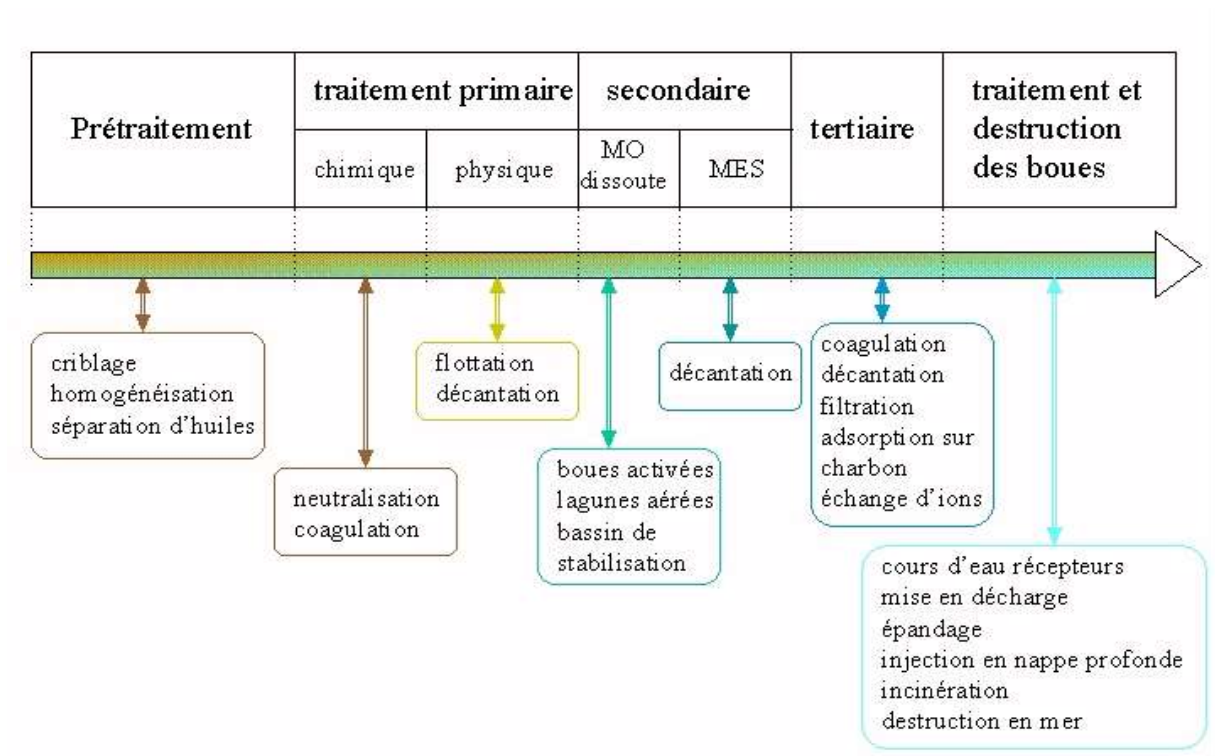 Prétraitement
traitement primaire
chimique
physique
secondaire
MO
dissoute
MES
tertiaire
traitement et
destruction
des boues
criblage
homogénéisation
séparation d'huiles
neutralisation
coagulation
flottation
décantation
boues activées
lagunes aérées
bassin de
stabilisation
décantation
coagulation
décantation
filtration
adsorption sur
charbon
échange d'ions
cours d'eau récepteurs
mise en décharge
épandage
injection en nappe profonde
incinération
destruction en mer